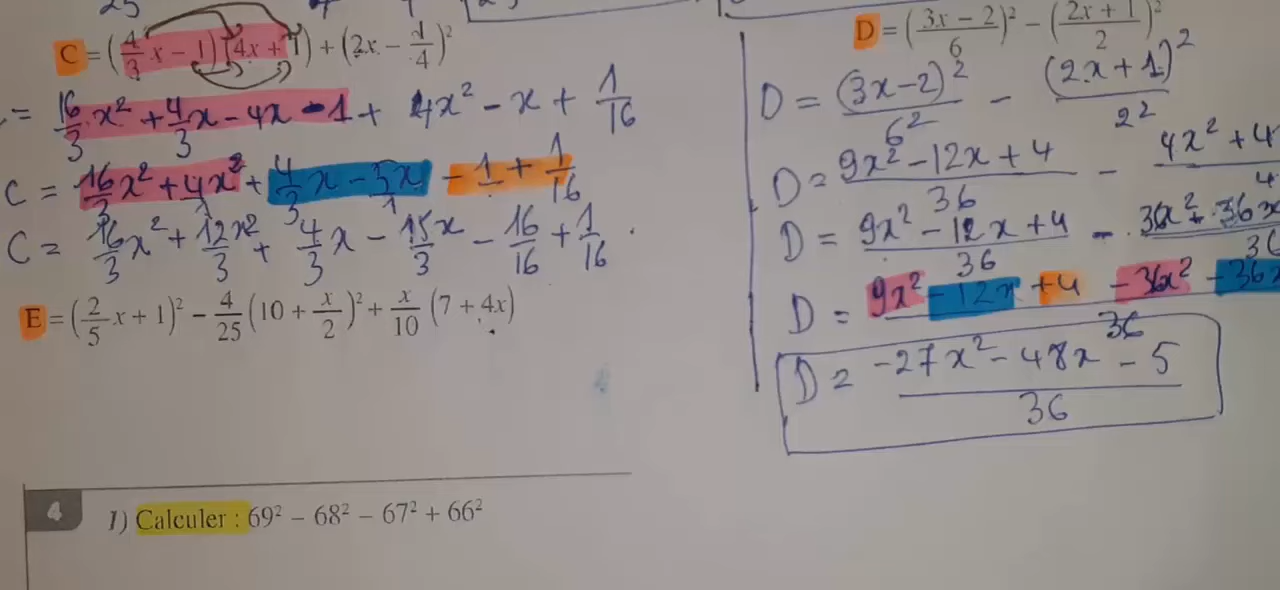 C = (4/3 x − 1)(4x + 1) + (2x − 1/4)²
= 16/3 x² + 4/3 x − 4x − 1 + 4x² − x + 1/16
C = 16/3 x² + 4x²/1 + 4/3 x − 5x/1 − 1 + 1/16
C = 16/3 x² + 12x²/3 + 4/3 x − 15/3 x − 16/16 + 1/16
E = (2/5 x + 1)² − 4/25 (10 + x/2)² + x/10 (7 + 4x)
D = (3x − 2/6)² − (2x + 1/2)²
D = (3x−2)²/6² − (2x+1)²/2²
D = 9x² − 12x + 4/36 − 4x² + 4/4
D = 9x² − 12x + 4/36 − 36x² + 36x/36
D = 9x² − 12x + 4 − 36x² − 36x/36
D = −27x² − 48x − 5/36
4 1) Calculer : 69² − 68² − 67² + 66²